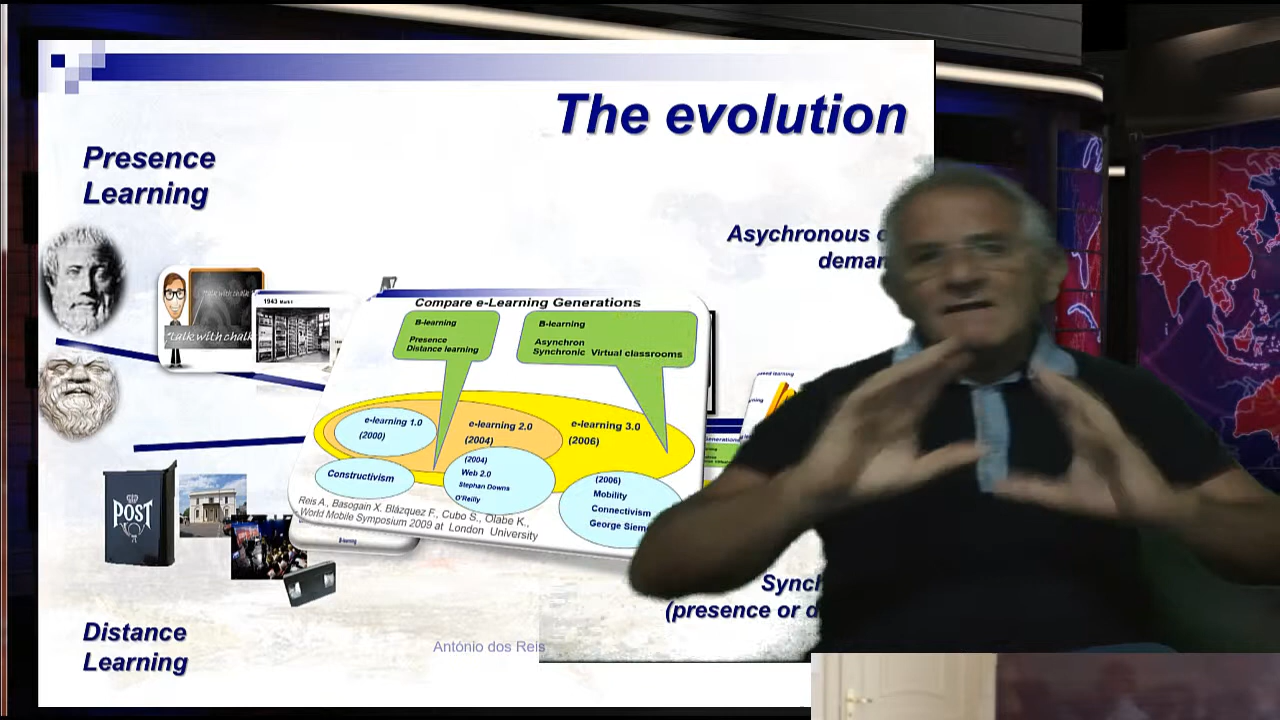 The evolution
Presence
Learning
Asychronous
"talk with chalk"
1943 Mark I
Compare e-Learning Generations
B-learning
Presence
Distance learning
B-learning
Asynchron
Synchronic Virtual classrooms
e-learning 1.0
(2000)
e-learning 2.0
(2004)
e-learning 3.0
(2006)
Constructivism
(2004)
Web 2.0
Stephan Downs
O'Reilly
(2006)
Mobility
Connectivism
George
Reis A., Basogain X. Blázquez F., Cubo S., Olabe K.,
World Mobile Symposium 2009 at London University
B-learning
POST
(presence or
Distance
Learning
António dos Reis